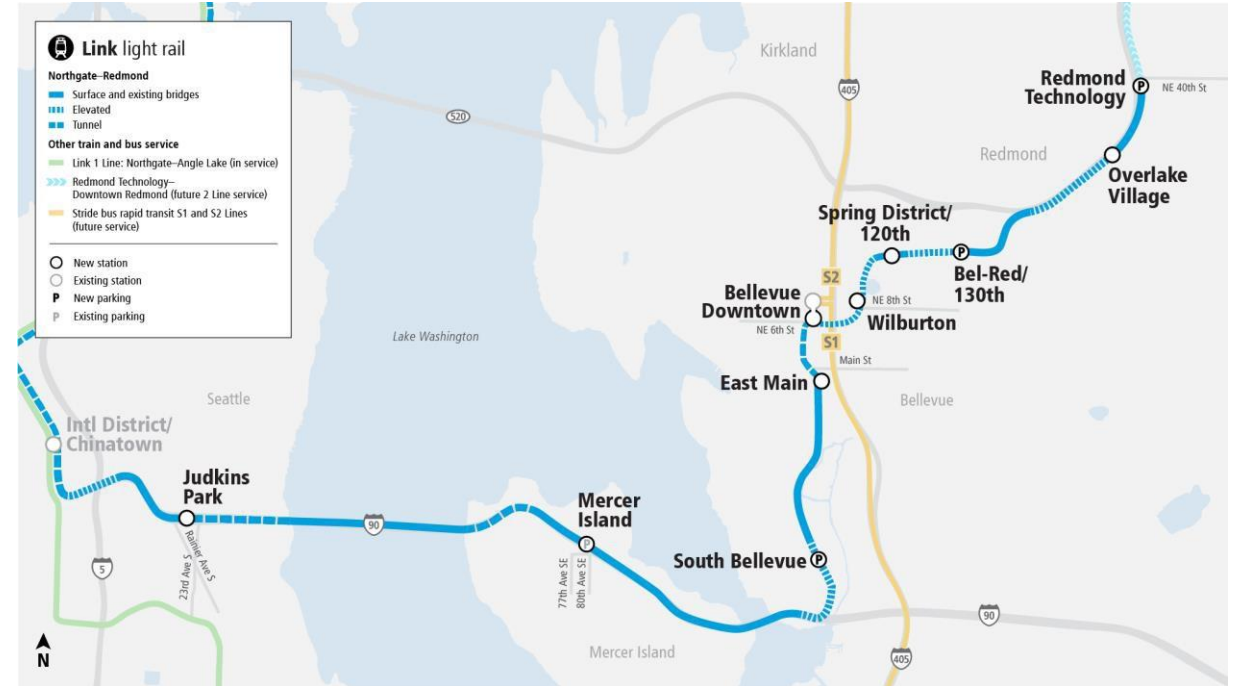 Link light rail
Northgate–Redmond
Surface and existing bridges
Elevated
Tunnel
Other train and bus service
Link 1 Line: Northgate–Angle Lake (in service)
Redmond Technology–
Downtown Redmond (future 2 Line service)
Stride bus rapid transit S1 and S2 Lines
(future service)
New station
Existing station
P New parking
P Existing parking
Kirkland
405
520
Redmond
Technology
P
NE 40th St
Redmond
Overlake
Village
Spring District/
120th
P
Bel-Red/
130th
S2
Bellevue
Downtown
NE 8th St
Wilburton
NE 6th St
S1
Main St
East Main
Bellevue
Lake Washington
Seattle
Intl District/
Chinatown
Judkins
Park
Rainier Ave S
23rd Ave S
5
90
Mercer
Island
P
77th Ave SE
80th Ave SE
South Bellevue
P
90
Mercer Island
405
N